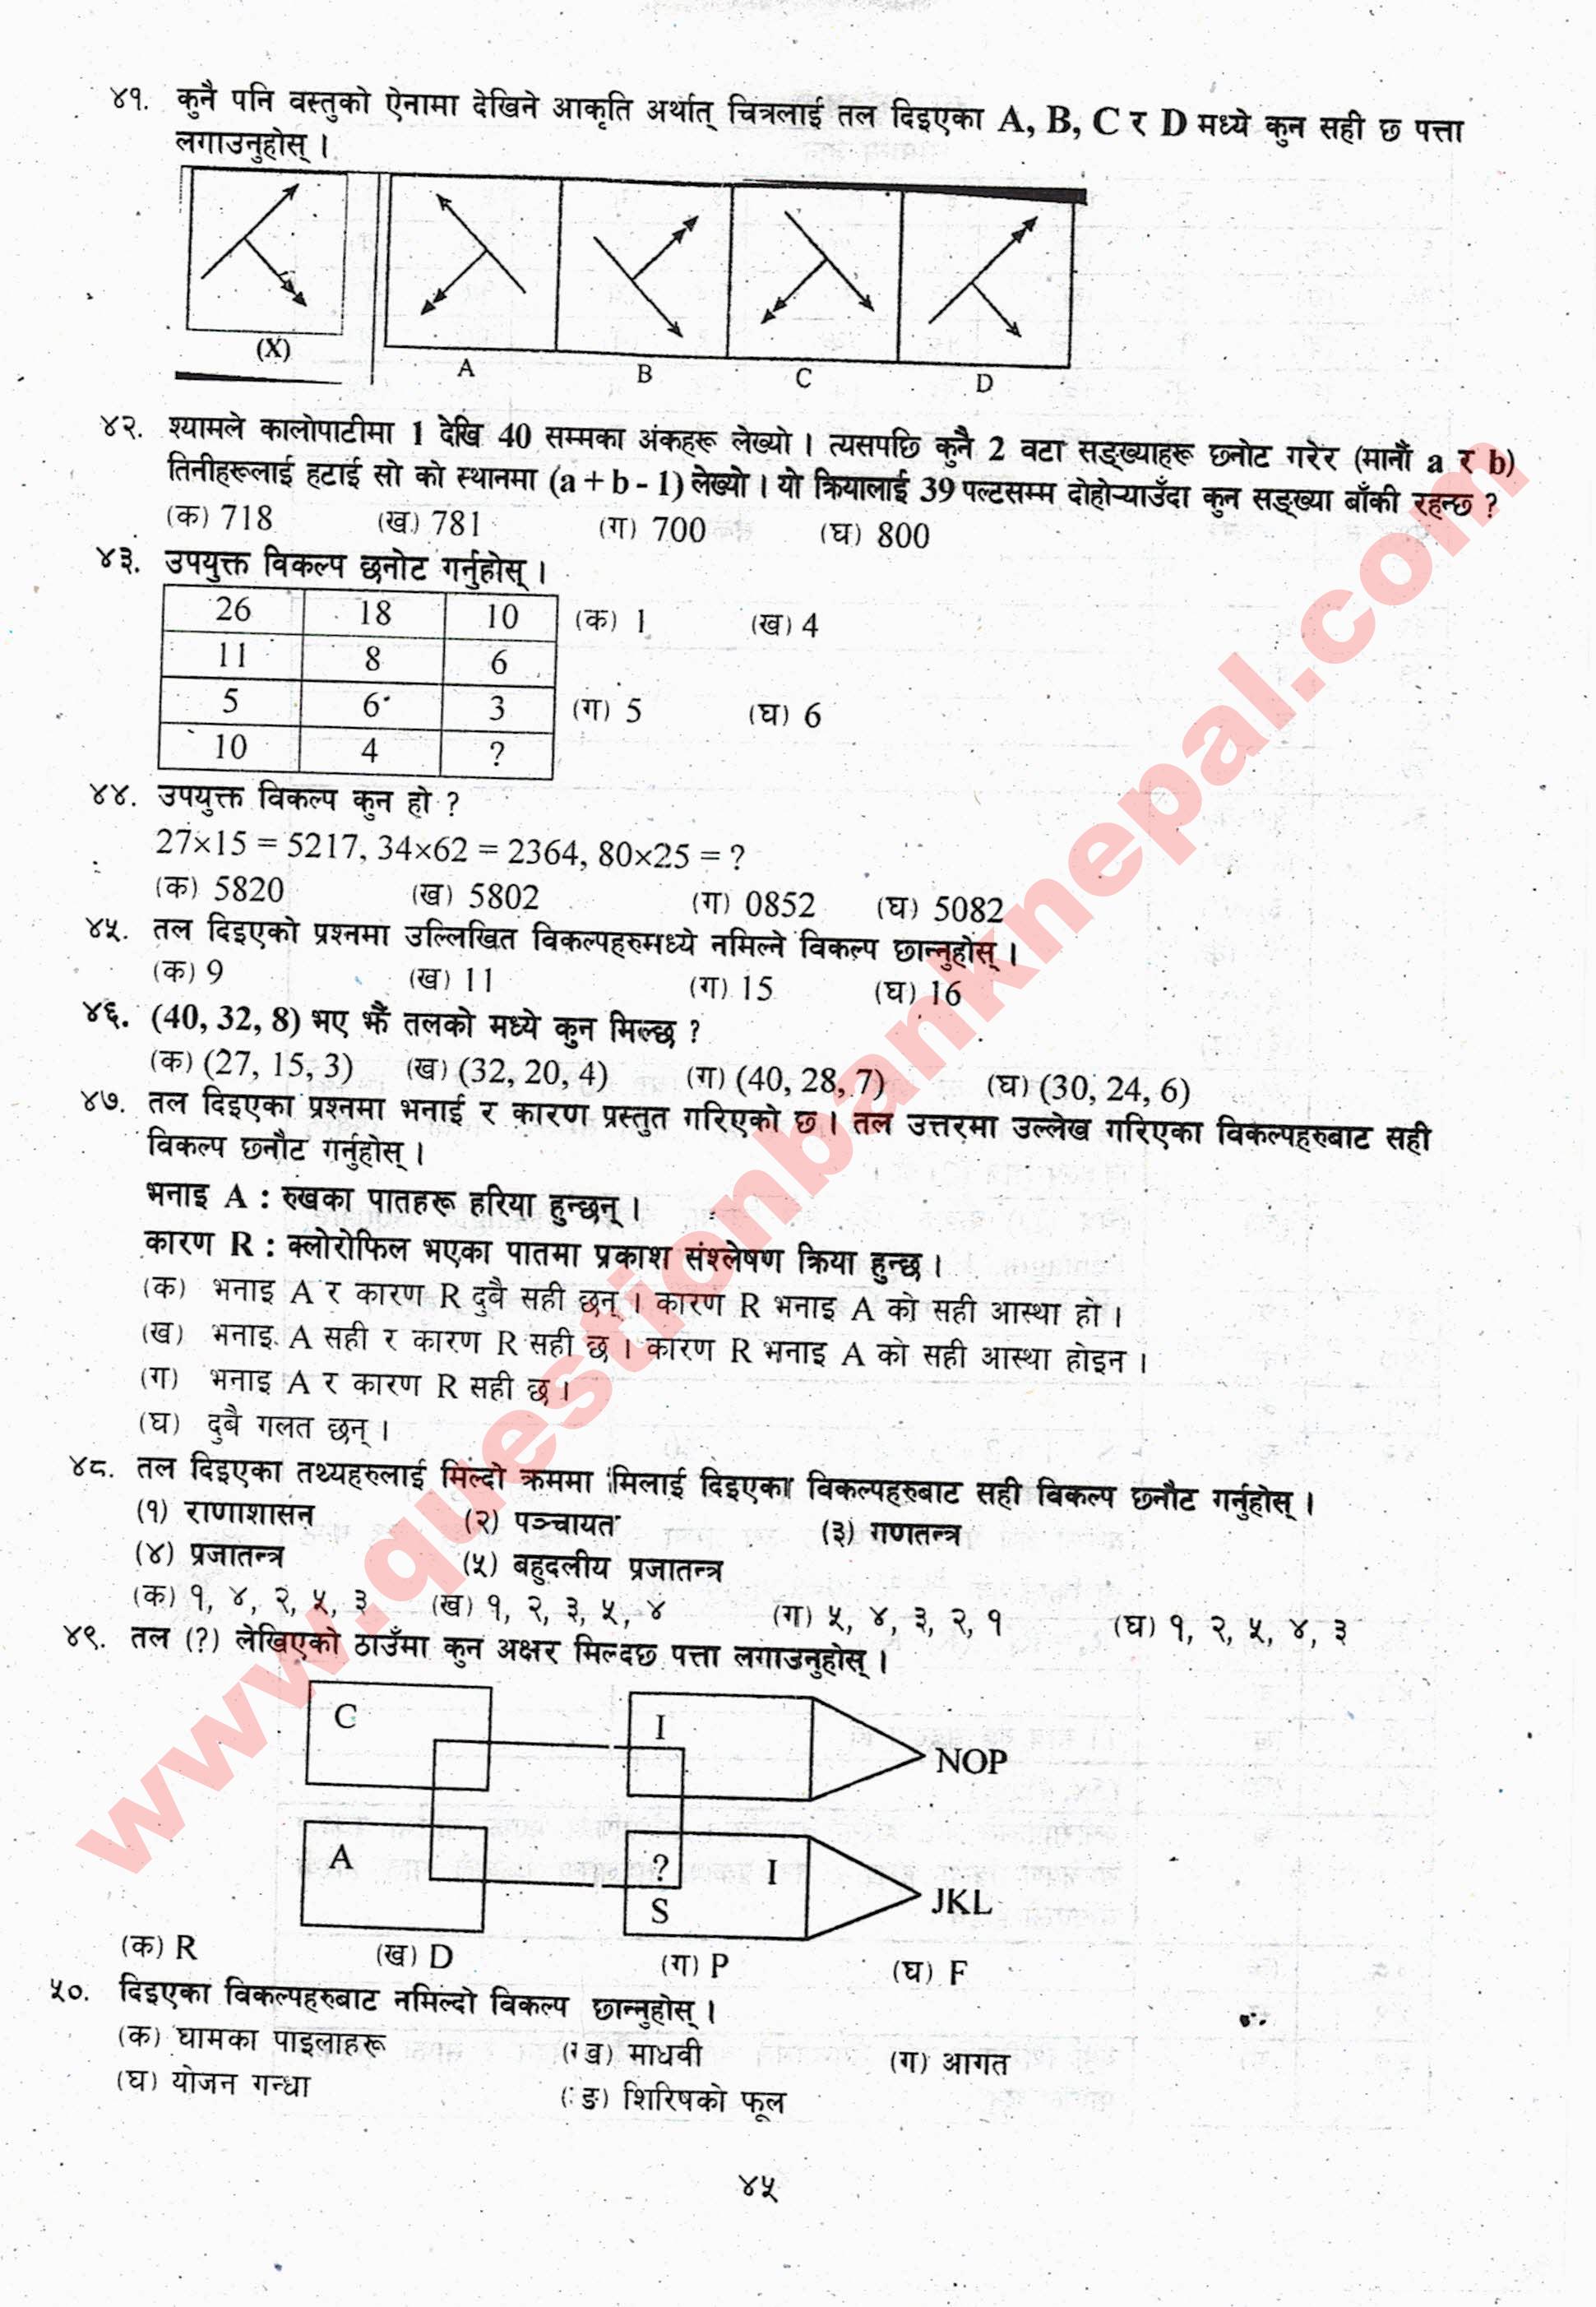 ४१. कुनै पनि वस्तुको ऐनामा देखिने आकृति अर्थात् चित्रलाई तल दिइएका A, B, C र D मध्ये कुन सही छ पत्ता
लगाउनुहोस् ।
(X) A B C D
४२. श्यामले कालोपाटीमा 1 देखि 40 सम्मका अंकहरू लेख्यो । त्यसपछि कुनै 2 वटा सङ्ख्याहरू छ्नोट गरेर (मानौं a र b)
तिनीहरूलाई हटाई सो को स्थानमा (a + b - 1) लेख्यो । यो क्रियालाई 39 पल्टसम्म दोहोर्‍याउँदा कुन सङ्ख्या बाँकी रहन्छ ?
(क) 718 (ख) 781 (ग) 700 (घ) 800
४३. उपयुक्त विकल्प छनोट गर्नुहोस् ।
26 18 10 (क) 1 (ख) 4
11 8 6
5 6 3 (ग) 5 (घ) 6
10 4 ?
४४. उपयुक्त विकल्प कुन हो ?
27×15 = 5217, 34×62 = 2364, 80×25 = ?
(क) 5820 (ख) 5802 (ग) 0852 (घ) 5082
४५. तल दिइएको प्रश्नमा उल्लिखित विकल्पहरुमध्ये नमिल्ने विकल्प छान्नुहोस् ।
(क) 9 (ख) 11 (ग) 15 (घ) 16
४६. (40, 32, 8) भए झैं तलको मध्ये कुन मिल्छ ?
(क) (27, 15, 3) (ख) (32, 20, 4) (ग) (40, 28, 7) (घ) (30, 24, 6)
४७. तल दिइएका प्रश्नमा भनाई र कारण प्रस्तुत गरिएको छ । तल उत्तरमा उल्लेख गरिएका विकल्पहरुबाट सही
विकल्प छ्नौट गर्नुहोस् ।
भनाइ A : रुखका पातहरू हरिया हुन्छन् ।
कारण R : क्लोरोफिल भएका पातमा प्रकाश संश्लेषण क्रिया हुन्छ ।
(क) भनाइ A र कारण R दुबै सही छन् । कारण R भनाइ A को सही आस्था हो ।
(ख) भनाइ A सही र कारण R सही छ । कारण R भनाइ A को सही आस्था होइन ।
(ग) भनाइ A र कारण R सही छ ।
(घ) दुबै गलत छन् ।
४८. तल दिइएका तथ्यहरुलाई मिल्दो क्रममा मिलाई दिइएका विकल्पहरुबाट सही विकल्प छ्नौट गर्नुहोस् ।
(१) राणाशासन (२) पञ्चायत (३) गणतन्त्र
(४) प्रजातन्त्र (५) बहुदलीय प्रजातन्त्र
(क) १, ४, २, ५, ३ (ख) १, २, ३, ५, ४ (ग) ५, ४, ३, २, १ (घ) १, २, ५, ४, ३
४९. तल (?) लेखिएको ठाउँमा कुन अक्षर मिल्दछ पत्ता लगाउनुहोस् ।
C I NOP
A ? I JKL
S
(क) R (ख) D (ग) P (घ) F
५०. दिइएका विकल्पहरुबाट नमिल्दो विकल्प छान्नुहोस् ।
(क) घामका पाइलाहरू (ख) माधवी (ग) आगत
(घ) योजन गन्धा (ङ) शिरिषको फूल
४५
www.questionbanknepal.com